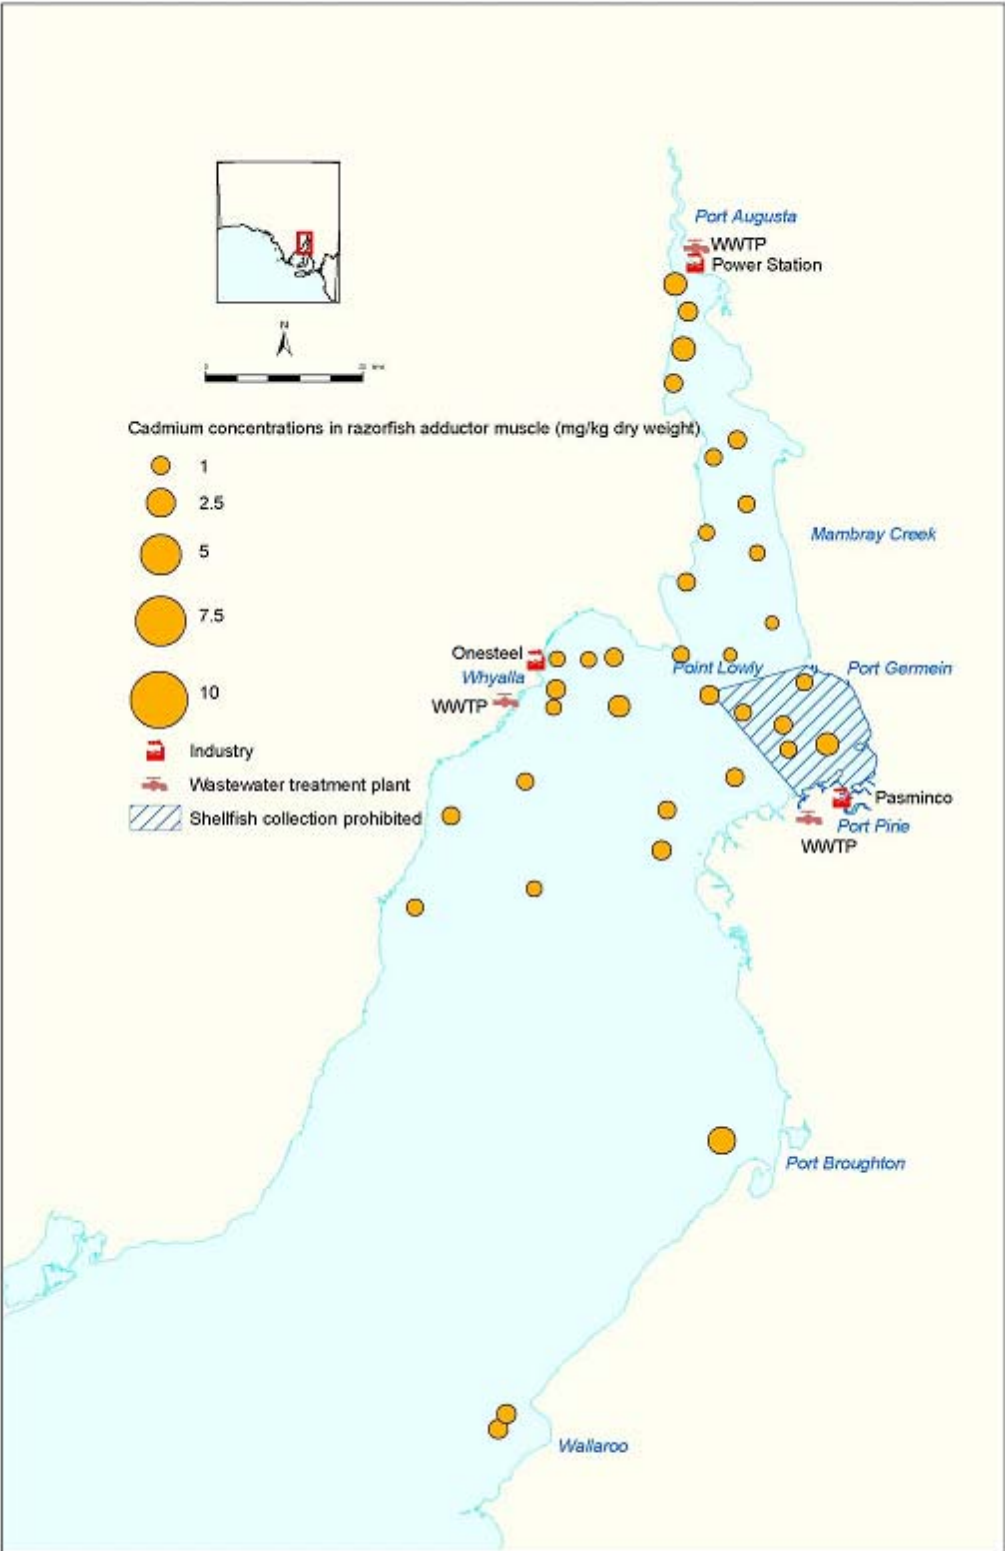 Port Augusta
WWTP
Power Station
N
0
Cadmium concentrations in razorfish adductor muscle (mg/kg dry weight)
1
2.5
5
7.5
10
Mambray Creek
Onesteel
Whyalla
WWTP
Point Lowly
Port Germein
Industry
Wastewater treatment plant
Shellfish collection prohibited
Pasminco
Port Pirie
WWTP
Port Broughton
Wallaroo